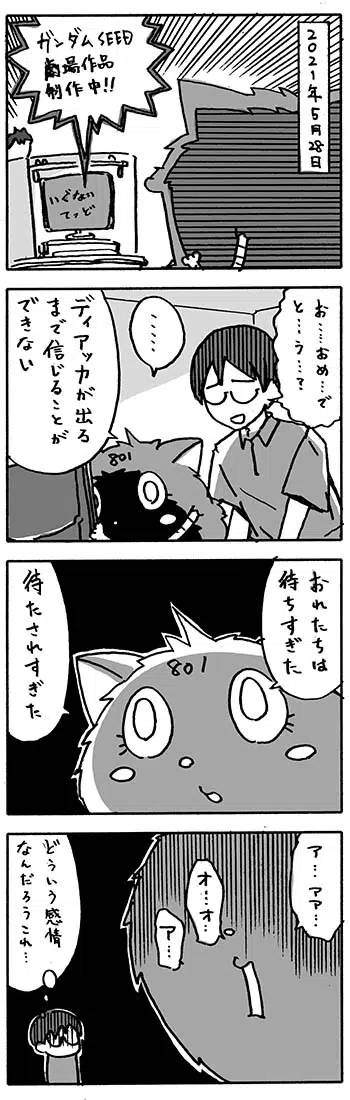 2021年5月28日
ガンダムSEED
劇場作品
制作中!!
いぐない
てっど
お…おめ…で
と…う…?
……
ディアッカが出る
まで信じることが
できない
801
おれたちは
待ちすぎた
801
待たされすぎた
ア…アア…
オ…オ…
ア…
どういう感情
なんだろうこれ…